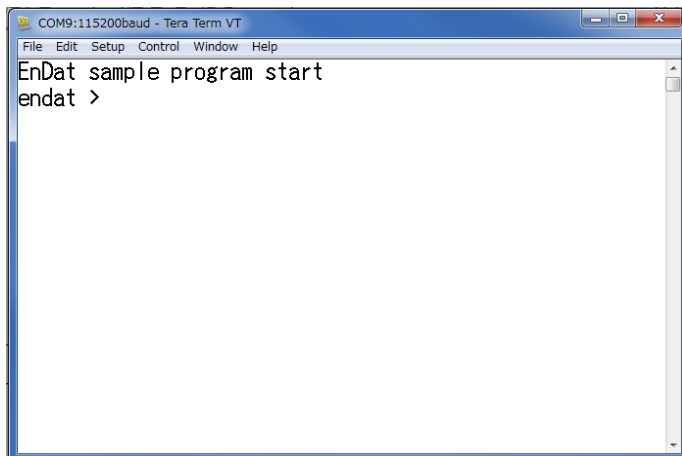 COM9:115200baud - Tera Term VT
File Edit Setup Control Window Help
EnDat sample program start
endat >